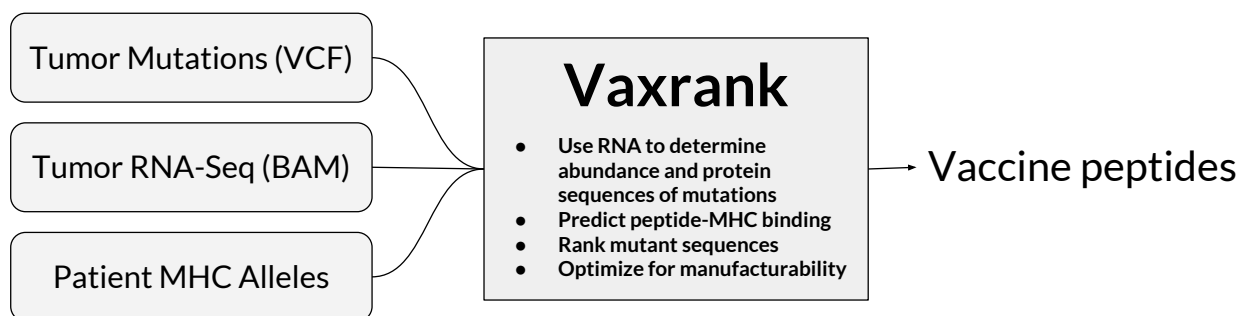 Tumor Mutations (VCF)
Tumor RNA-Seq (BAM)
Patient MHC Alleles
Vaxrank
● Use RNA to determine
abundance and protein
sequences of mutations
● Predict peptide-MHC binding
● Rank mutant sequences
● Optimize for manufacturability
Vaccine peptides